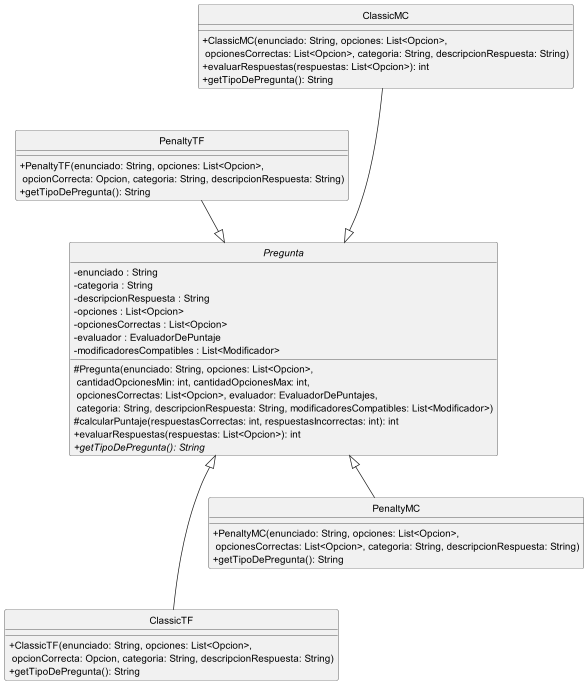 ClassicMC
+ClassicMC(enunciado: String, opciones: List<Opcion>,
opcionesCorrectas: List<Opcion>, categoria: String, descripcionRespuesta: String)
+evaluarRespuestas(respuestas: List<Opcion>): int
+getTipoDePregunta(): String
PenaltyTF
+PenaltyTF(enunciado: String, opciones: List<Opcion>,
opcionCorrecta: Opcion, categoria: String, descripcionRespuesta: String)
+getTipoDePregunta(): String
Pregunta
-enunciado : String
-categoria : String
-descripcionRespuesta : String
-opciones : List<Opcion>
-opcionesCorrectas : List<Opcion>
-evaluador : EvaluadorDePuntaje
-modificadoresCompatibles : List<Modificador>
#Pregunta(enunciado: String, opciones: List<Opcion>,
cantidadOpcionesMin: int, cantidadOpcionesMax: int,
opcionesCorrectas: List<Opcion>, evaluador: EvaluadorDePuntajes,
categoria: String, descripcionRespuesta: String, modificadoresCompatibles: List<Modificador>)
#calcularPuntaje(respuestasCorrectas: int, respuestasIncorrectas: int): int
+evaluarRespuestas(respuestas: List<Opcion>): int
+getTipoDePregunta(): String
PenaltyMC
+PenaltyMC(enunciado: String, opciones: List<Opcion>,
opcionesCorrectas: List<Opcion>, categoria: String, descripcionRespuesta: String)
+getTipoDePregunta(): String
ClassicTF
+ClassicTF(enunciado: String, opciones: List<Opcion>,
opcionCorrecta: Opcion, categoria: String, descripcionRespuesta: String)
+getTipoDePregunta(): String